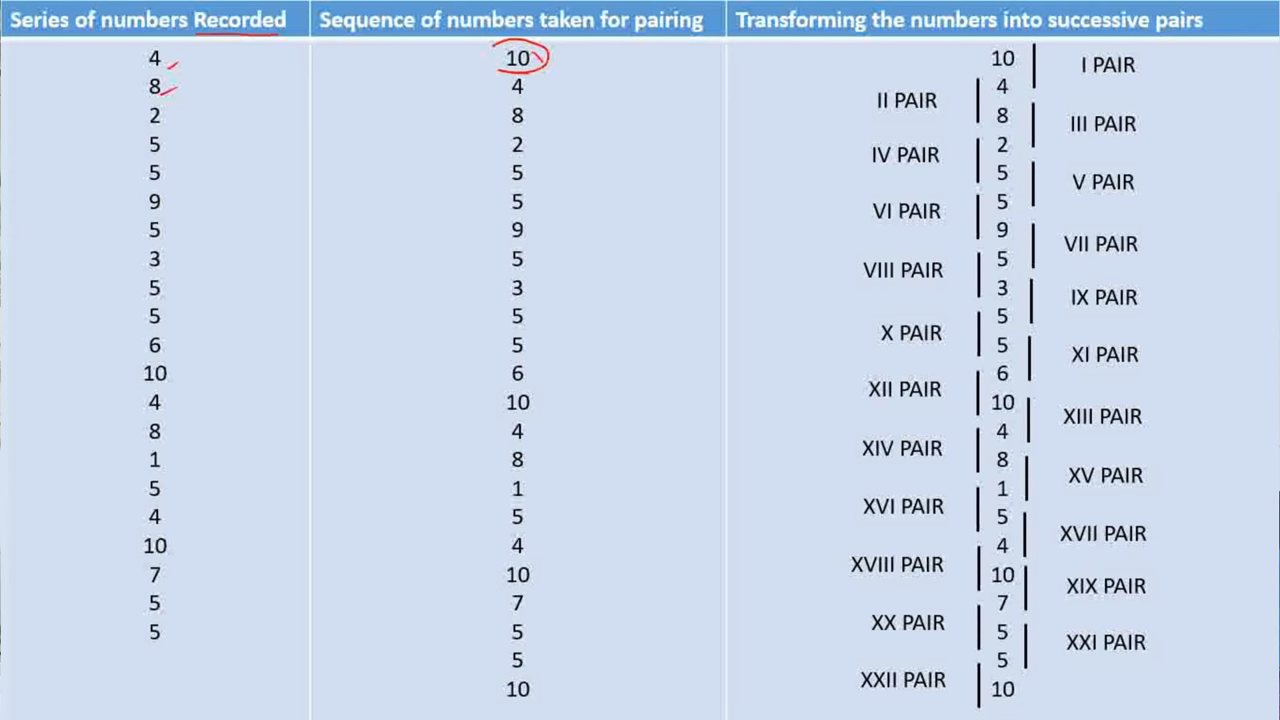 Series of numbers Recorded Sequence of numbers taken for pairing Transforming the numbers into successive pairs
4 10 10 I PAIR
8 4 4
II PAIR
2 8 8 III PAIR
5 2 2
IV PAIR
5 5 5 V PAIR
9 5 5
VI PAIR
5 9 9 VII PAIR
3 5 5
VIII PAIR
5 3 3 IX PAIR
5 5 5
X PAIR
6 5 5 XI PAIR
10 6 6
XII PAIR
4 10 10 XIII PAIR
8 4 4
XIV PAIR
1 8 8 XV PAIR
5 1 1
XVI PAIR
4 5 5 XVII PAIR
10 4 4
XVIII PAIR
7 10 10 XIX PAIR
5 7 7
XX PAIR
5 5 5 XXI PAIR
5 5
XXII PAIR
10 10